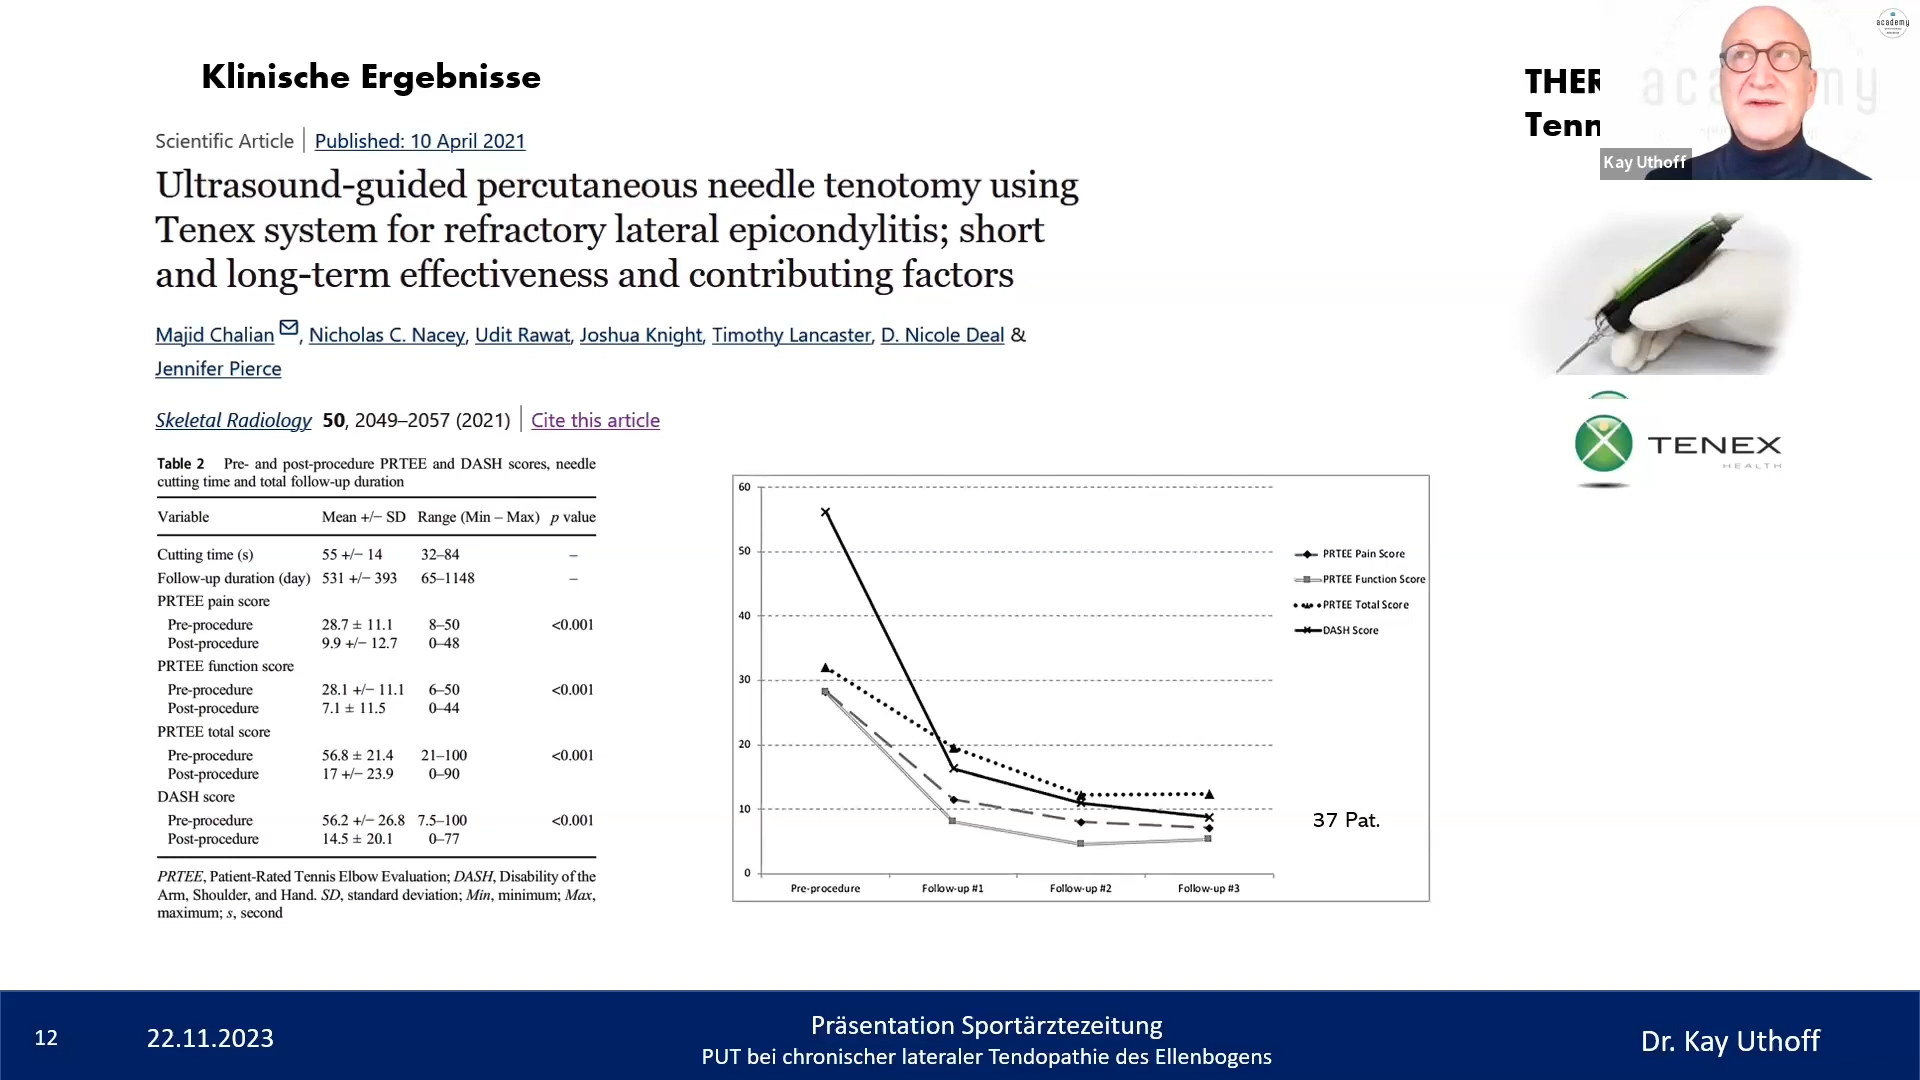 Klinische Ergebnisse
THER
Tenn
academy
Kay Uthoff
Scientific Article | Published: 10 April 2021
Ultrasound-guided percutaneous needle tenotomy using
Tenex system for refractory lateral epicondylitis; short
and long-term effectiveness and contributing factors
Majid Chalian, Nicholas C. Nacey, Udit Rawat, Joshua Knight, Timothy Lancaster, D. Nicole Deal &
Jennifer Pierce
Skeletal Radiology 50, 2049–2057 (2021) | Cite this article
TENEX
HEALTH
Table 2 Pre- and post-procedure PRTEE and DASH scores, needle
cutting time and total follow-up duration
Variable Mean +/− SD Range (Min – Max) p value
Cutting time (s) 55 +/− 14 32–84 –
Follow-up duration (day) 531 +/− 393 65–1148 –
PRTEE pain score
Pre-procedure 28.7 ± 11.1 8–50 <0.001
Post-procedure 9.9 +/− 12.7 0–48
PRTEE function score
Pre-procedure 28.1 +/− 11.1 6–50 <0.001
Post-procedure 7.1 ± 11.5 0–44
PRTEE total score
Pre-procedure 56.8 ± 21.4 21–100 <0.001
Post-procedure 17 +/− 23.9 0–90
DASH score
Pre-procedure 56.2 +/− 26.8 7.5–100 <0.001
Post-procedure 14.5 ± 20.1 0–77
PRTEE, Patient-Rated Tennis Elbow Evaluation; DASH, Disability of the
Arm, Shoulder, and Hand. SD, standard deviation; Min, minimum; Max,
maximum; s, second
60
50
40
30
20
10
0
Pre-procedure Follow-up #1 Follow-up #2 Follow-up #3
PRTEE Pain Score
PRTEE Function Score
PRTEE Total Score
DASH Score
37 Pat.
12
22.11.2023
Präsentation Sportärztezeitung
PUT bei chronischer lateraler Tendopathie des Ellenbogens
Dr. Kay Uthoff